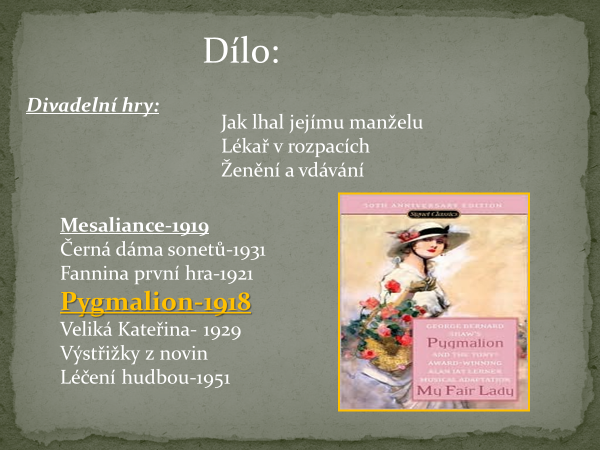 Dílo:
Divadelní hry:
Jak lhal jejímu manželu
Lékař v rozpacích
Ženění a vdávání
Mesaliance-1919
Černá dáma sonetů-1931
Fannina první hra-1921
Pygmalion-1918
Veliká Kateřina- 1929
Výstřižky z novin
Léčení hudbou-1951
50TH ANNIVERSARY EDITION
Signet Classics
GEORGE BERNARD
SHAW'S
Pygmalion
AND THE TONY®
AWARD-WINNING
ALAN JAY LERNER
MUSICAL ADAPTATION
My Fair Lady